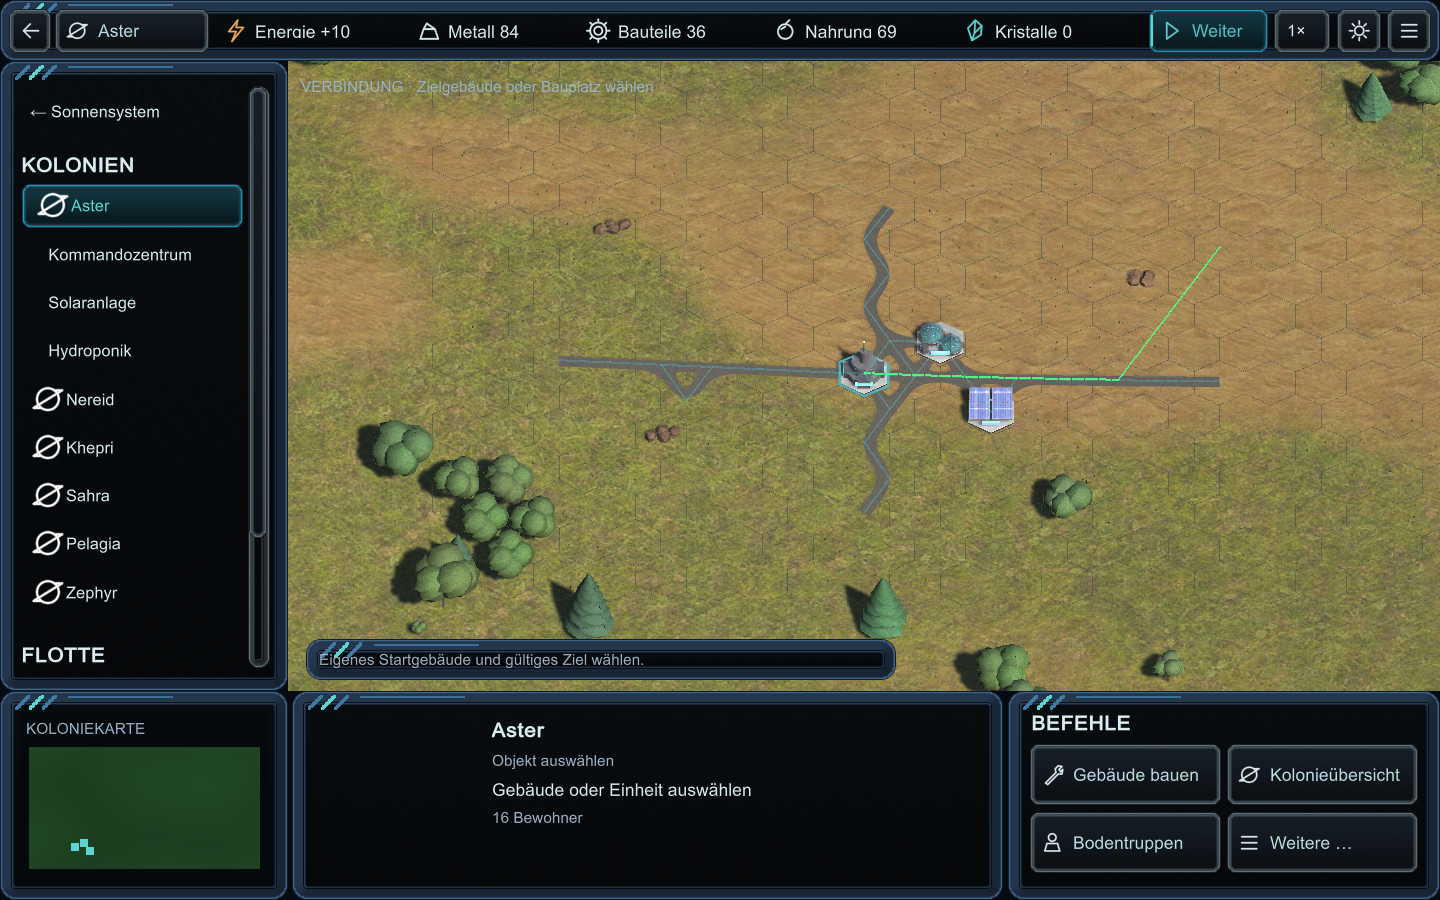 Aster
Energie +10
Metall 84
Bauteile 36
Nahrung 69
Kristalle 0
Weiter
1×
VERBINDUNG · Zielgebäude oder Bauplatz wählen
← Sonnensystem
KOLONIEN
Aster
Kommandozentrum
Solaranlage
Hydroponik
Nereid
Khepri
Sahra
Pelagia
Zephyr
FLOTTE
Eigenes Startgebäude und gültiges Ziel wählen.
KOLONIEKARTE
Aster
Objekt auswählen
Gebäude oder Einheit auswählen
16 Bewohner
BEFEHLE
Gebäude bauen
Kolonieübersicht
Bodentruppen
Weitere ...